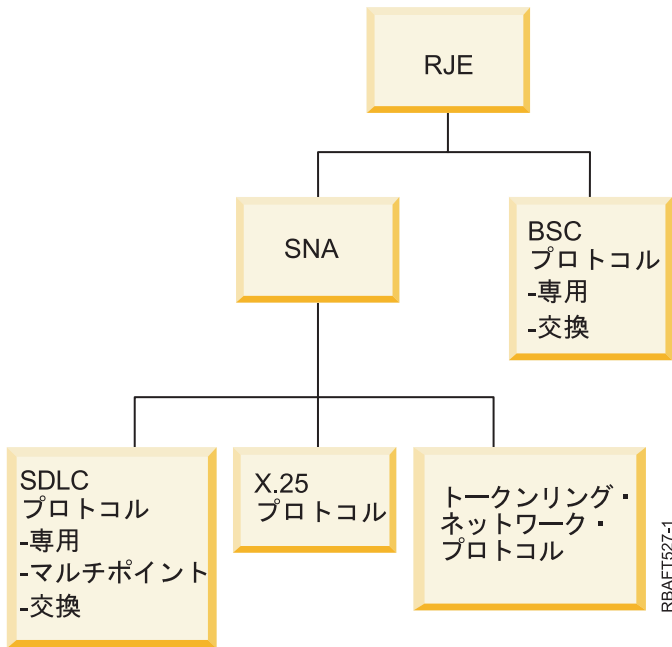 RJE
SNA
BSC
プロトコル
-専用
-交換
SDLC
プロトコル
-専用
-マルチポイント
-交換
X.25
プロトコル
トークンリング・
ネットワーク・
プロトコル
RBAFT527-1